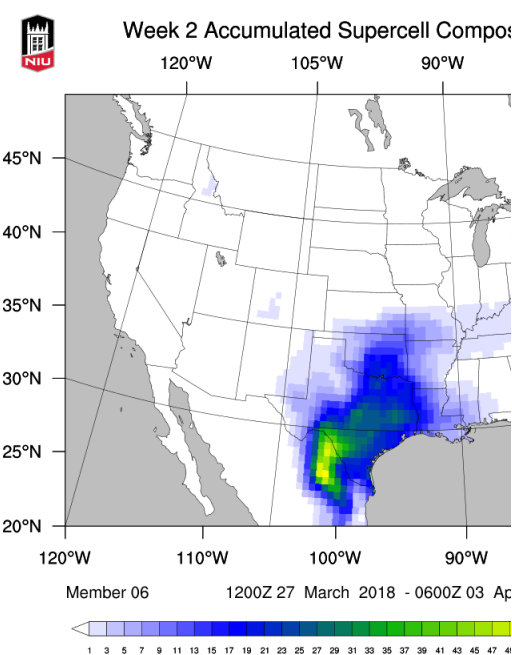 Week 2 Accumulated Supercell Compos
NIU
120°W 105°W 90°W
45°N
40°N
35°N
30°N
25°N
20°N
120°W 110°W 100°W 90°W
Member 06 1200Z 27 March 2018 - 0600Z 03 Ap
1 3 5 7 9 11 13 15 17 19 21 23 25 27 29 31 33 35 37 39 41 43 45 47 49